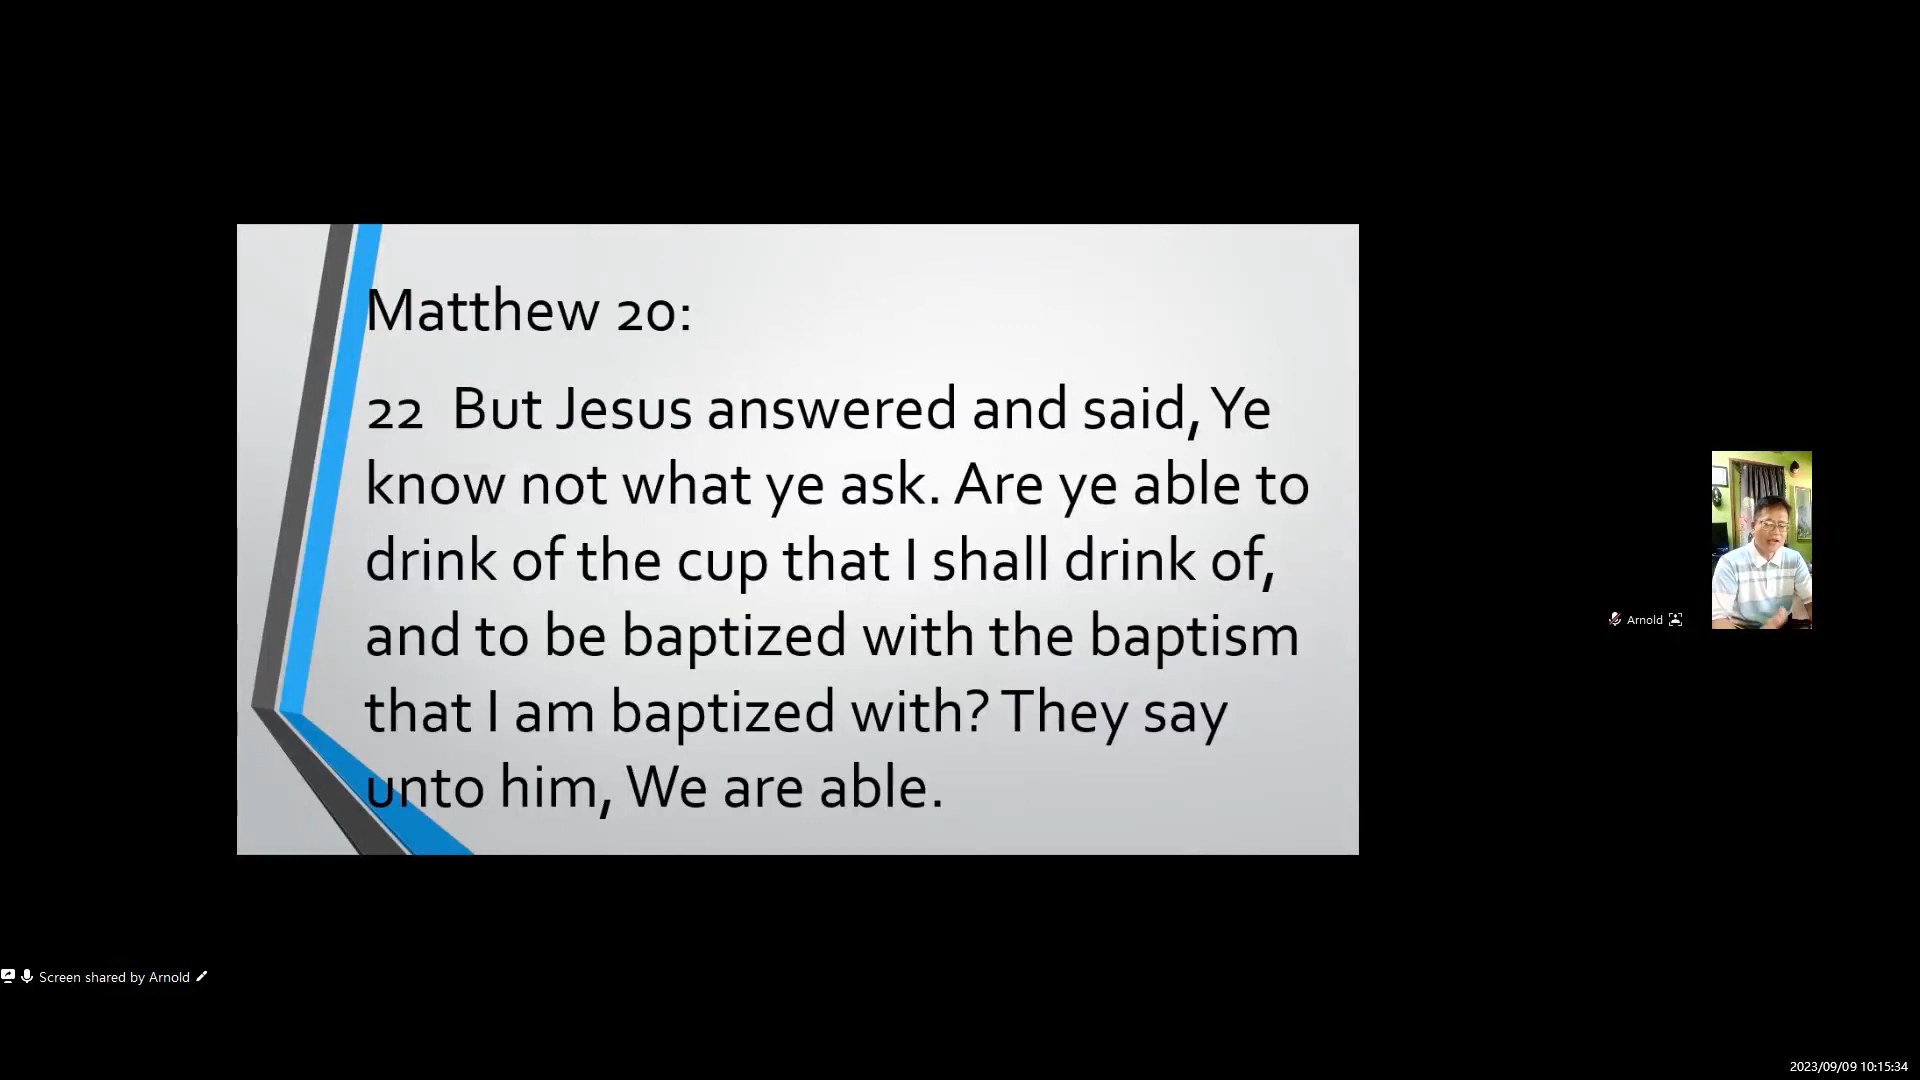 Matthew 20:
22  But Jesus answered and said, Ye
know not what ye ask. Are ye able to
drink of the cup that I shall drink of,
and to be baptized with the baptism
that I am baptized with? They say
unto him, We are able.
Arnold
Screen shared by Arnold
2023/09/09 10:15:34